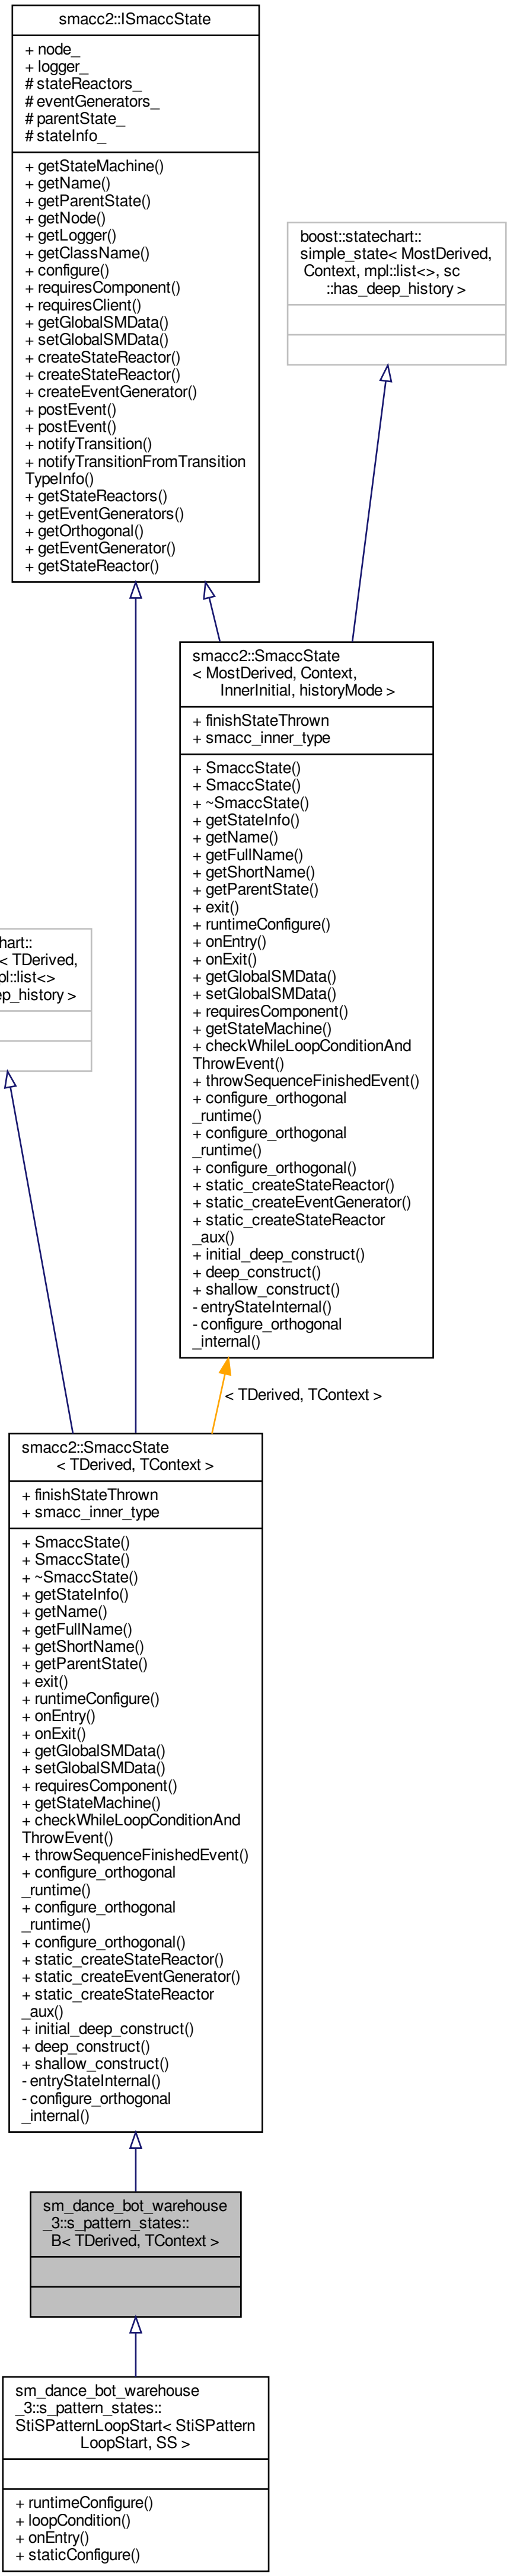 smacc2::ISmaccState
+ node_
+ logger_
# stateReactors_
# eventGenerators_
# parentState_
# stateInfo_
+ getStateMachine()
+ getName()
+ getParentState()
+ getNode()
+ getLogger()
+ getClassName()
+ configure()
+ requiresComponent()
+ requiresClient()
+ getGlobalSMData()
+ setGlobalSMData()
+ createStateReactor()
+ createStateReactor()
+ createEventGenerator()
+ postEvent()
+ postEvent()
+ notifyTransition()
+ notifyTransitionFromTransition
TypeInfo()
+ getStateReactors()
+ getEventGenerators()
+ getOrthogonal()
+ getEventGenerator()
+ getStateReactor()
boost::statechart::
simple_state< MostDerived,
Context, mpl::list<>, sc
::has_deep_history >
smacc2::SmaccState
< MostDerived, Context,
InnerInitial, historyMode >
+ finishStateThrown
+ smacc_inner_type
+ SmaccState()
+ SmaccState()
+ ~SmaccState()
+ getStateInfo()
+ getName()
+ getFullName()
+ getShortName()
+ getParentState()
+ exit()
+ runtimeConfigure()
+ onEntry()
+ onExit()
+ getGlobalSMData()
+ setGlobalSMData()
+ requiresComponent()
+ getStateMachine()
+ checkWhileLoopConditionAnd
ThrowEvent()
+ throwSequenceFinishedEvent()
+ configure_orthogonal
_runtime()
+ configure_orthogonal
_runtime()
+ configure_orthogonal()
+ static_createStateReactor()
+ static_createEventGenerator()
+ static_createStateReactor
_aux()
+ initial_deep_construct()
+ deep_construct()
+ shallow_construct()
- entryStateInternal()
- configure_orthogonal
_internal()
hart::
< TDerived,
pl::list<>
ep_history >
< TDerived, TContext >
smacc2::SmaccState
< TDerived, TContext >
+ finishStateThrown
+ smacc_inner_type
+ SmaccState()
+ SmaccState()
+ ~SmaccState()
+ getStateInfo()
+ getName()
+ getFullName()
+ getShortName()
+ getParentState()
+ exit()
+ runtimeConfigure()
+ onEntry()
+ onExit()
+ getGlobalSMData()
+ setGlobalSMData()
+ requiresComponent()
+ getStateMachine()
+ checkWhileLoopConditionAnd
ThrowEvent()
+ throwSequenceFinishedEvent()
+ configure_orthogonal
_runtime()
+ configure_orthogonal
_runtime()
+ configure_orthogonal()
+ static_createStateReactor()
+ static_createEventGenerator()
+ static_createStateReactor
_aux()
+ initial_deep_construct()
+ deep_construct()
+ shallow_construct()
- entryStateInternal()
- configure_orthogonal
_internal()
sm_dance_bot_warehouse
_3::s_pattern_states::
B< TDerived, TContext >
sm_dance_bot_warehouse
_3::s_pattern_states::
StiSPatternLoopStart< StiSPattern
LoopStart, SS >
+ runtimeConfigure()
+ loopCondition()
+ onEntry()
+ staticConfigure()